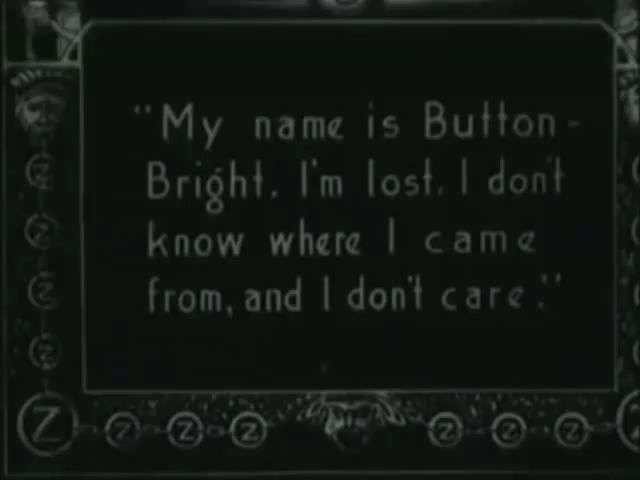 "My name is Button-
Bright. I'm lost. I don't
know where I came
from, and I don't care."
Z
Z
Z
Z
Z
Z
Z
Z
Z
Z
Z